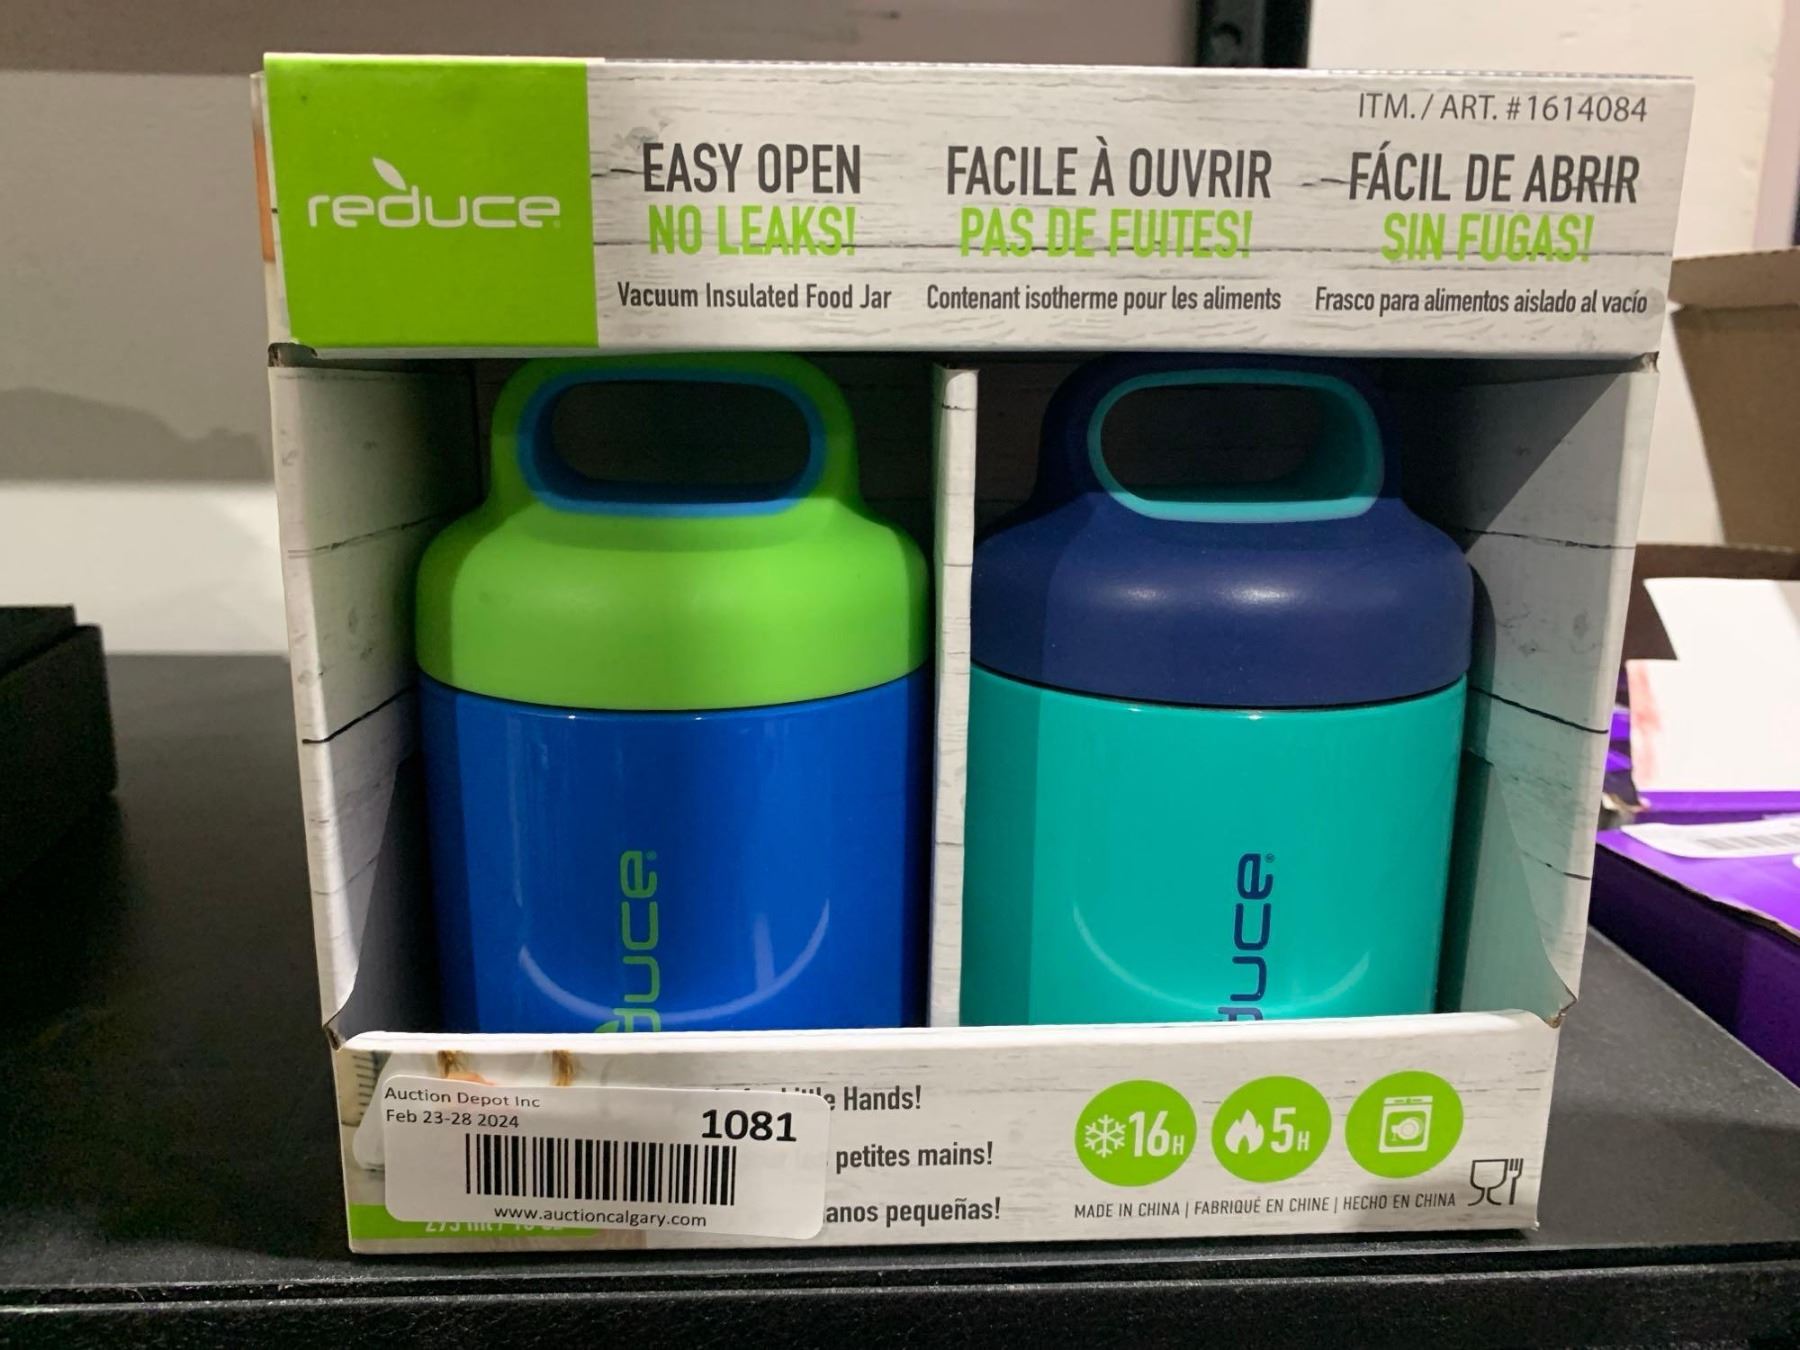 reduce
ITM./ ART. #1614084
EASY OPEN
NO LEAKS!
Vacuum Insulated Food Jar
FACILE À OUVRIR
PAS DE FUITES!
Contenant isotherme pour les aliments
FÁCIL DE ABRIR
SIN FUGAS!
Frasco para alimentos aislado al vacío
duce®
duce®
Auction Depot Inc
Feb 23-28 2024
1081
www.auctioncalgary.com
Hands!
petites mains!
pequeñas!
16H
5H
MADE IN CHINA | FABRIQUÉ EN CHINE | HECHO EN CHINA